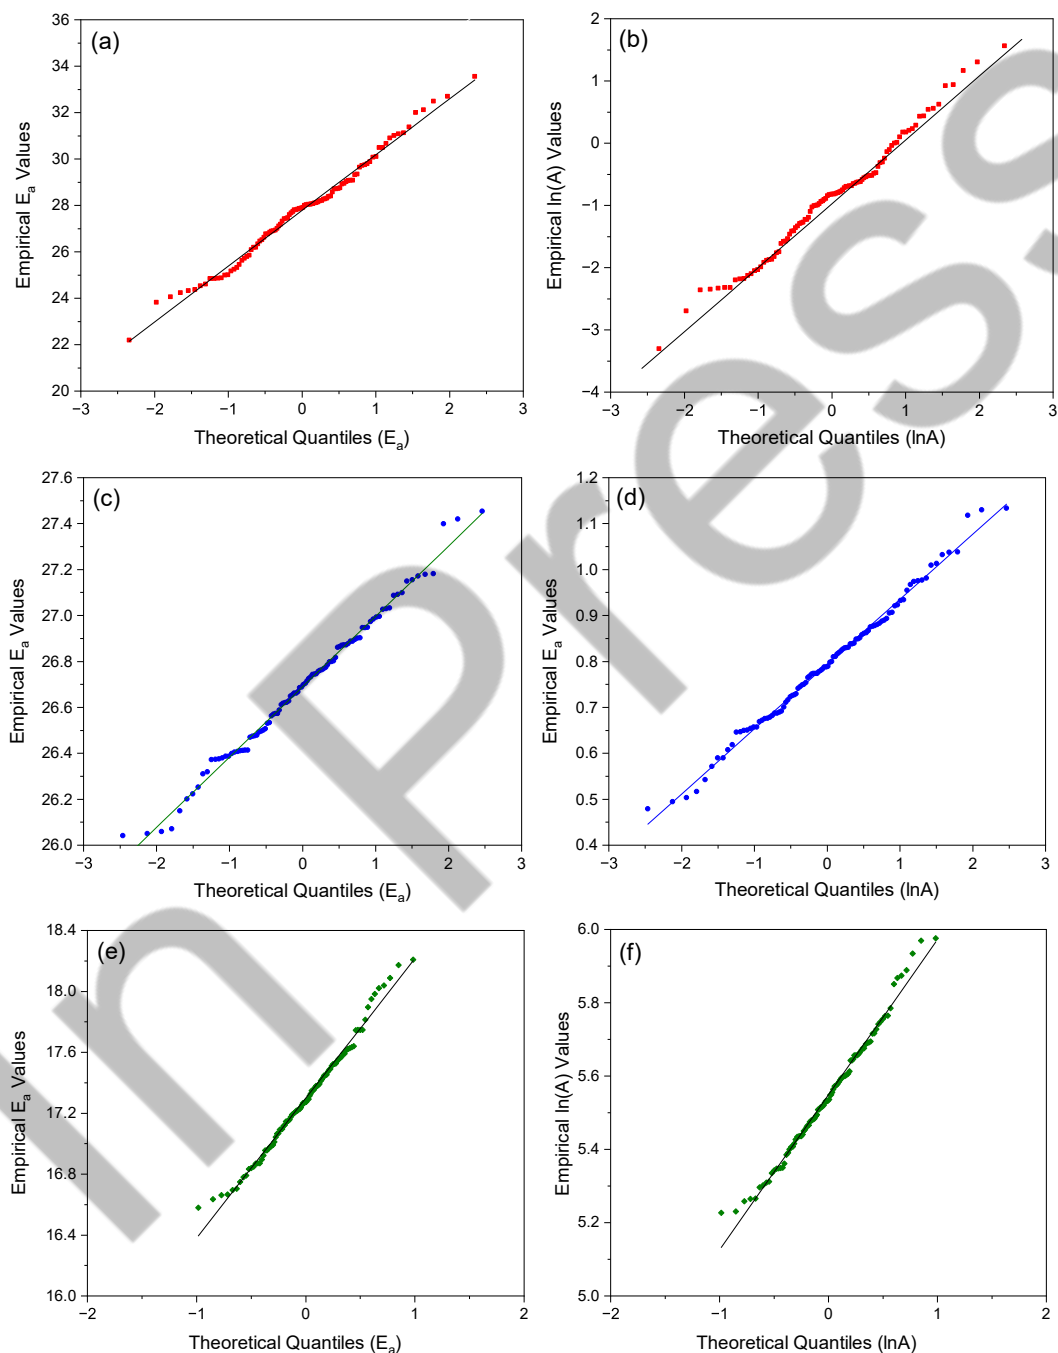 (a)
36
34
32
30
28
26
24
22
20
−3 −2 −1 0 1 2 3
Empirical Ea Values
Theoretical Quantiles (Ea)
(b)
2
1
0
−1
−2
−3
−4
−3 −2 −1 0 1 2 3
Empirical ln(A) Values
Theoretical Quantiles (lnA)
(c)
27.6
27.4
27.2
27.0
26.8
26.6
26.4
26.2
26.0
−3 −2 −1 0 1 2 3
Empirical Ea Values
Theoretical Quantiles (Ea)
(d)
1.2
1.1
1.0
0.9
0.8
0.7
0.6
0.5
0.4
−3 −2 −1 0 1 2 3
Empirical Ea Values
Theoretical Quantiles (lnA)
(e)
18.4
18.0
17.6
17.2
16.8
16.4
16.0
−2 −1 0 1 2
Empirical Ea Values
Theoretical Quantiles (Ea)
(f)
6.0
5.8
5.6
5.4
5.2
5.0
−2 −1 0 1 2
Empirical ln(A) Values
Theoretical Quantiles (lnA)
In Press